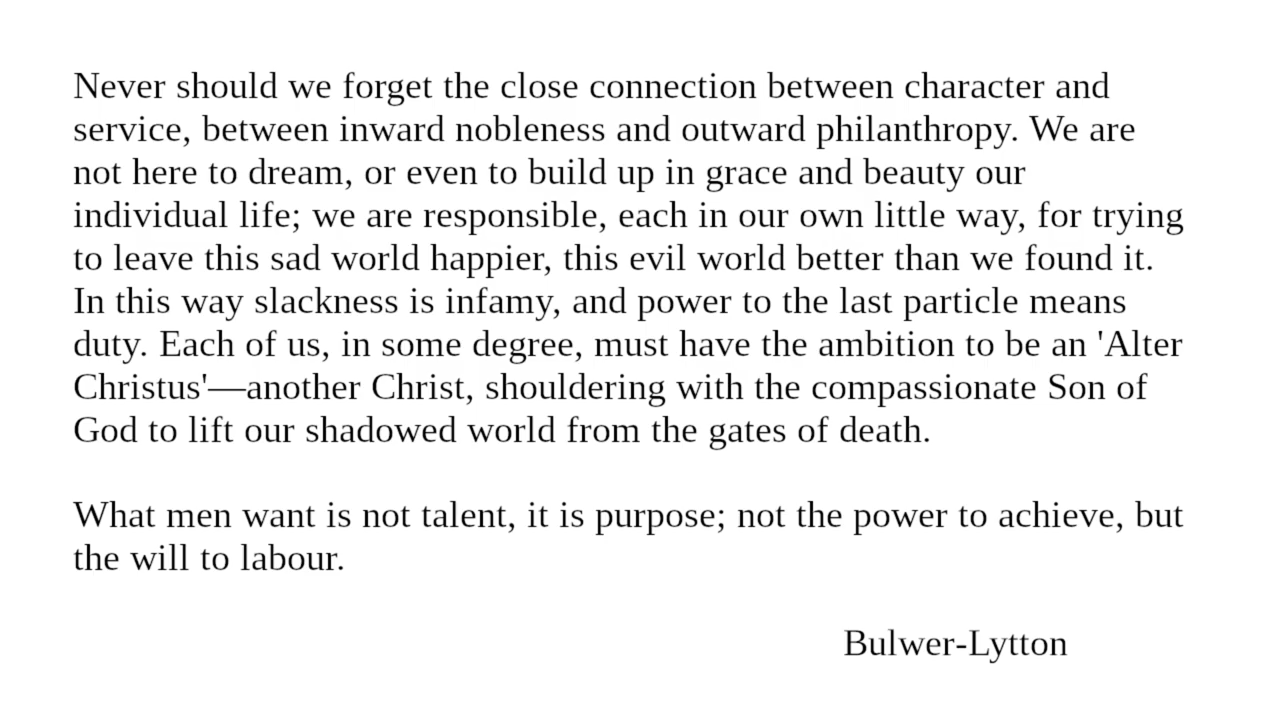 Never should we forget the close connection between character and
service, between inward nobleness and outward philanthropy. We are
not here to dream, or even to build up in grace and beauty our
individual life; we are responsible, each in our own little way, for trying
to leave this sad world happier, this evil world better than we found it.
In this way slackness is infamy, and power to the last particle means
duty. Each of us, in some degree, must have the ambition to be an 'Alter
Christus'—another Christ, shouldering with the compassionate Son of
God to lift our shadowed world from the gates of death.
What men want is not talent, it is purpose; not the power to achieve, but
the will to labour.
Bulwer-Lytton